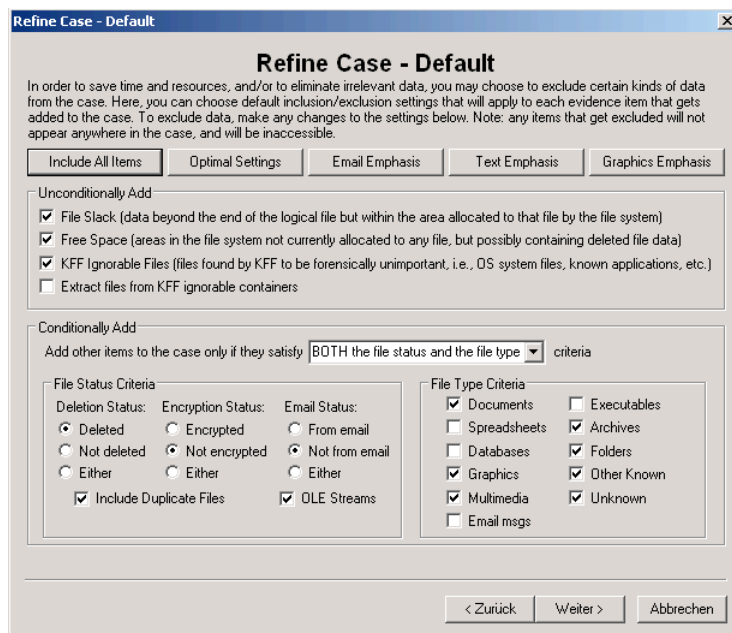 Refine Case - Default
Refine Case - Default
In order to save time and resources, and/or to eliminate irrelevant data, you may choose to exclude certain kinds of data
from the case. Here, you can choose default inclusion/exclusion settings that will apply to each evidence item that gets
added to the case. To exclude data, make any changes to the settings below. Note: any items that get excluded will not
appear anywhere in the case, and will be inaccessible.
Include All Items Optimal Settings Email Emphasis Text Emphasis Graphics Emphasis
Unconditionally Add
File Slack (data beyond the end of the logical file but within the area allocated to that file by the file system)
Free Space (areas in the file system not currently allocated to any file, but possibly containing deleted file data)
KFF Ignorable Files (files found by KFF to be forensically unimportant, i.e., OS system files, known applications, etc.)
Extract files from KFF ignorable containers
Conditionally Add
Add other items to the case only if they satisfy BOTH the file status and the file type criteria
File Status Criteria
Deletion Status: Encryption Status: Email Status:
Deleted Encrypted From email
Not deleted Not encrypted Not from email
Either Either Either
Include Duplicate Files OLE Streams
File Type Criteria
Documents Executables
Spreadsheets Archives
Databases Folders
Graphics Other Known
Multimedia Unknown
Email msgs
< Zurück Weiter > Abbrechen